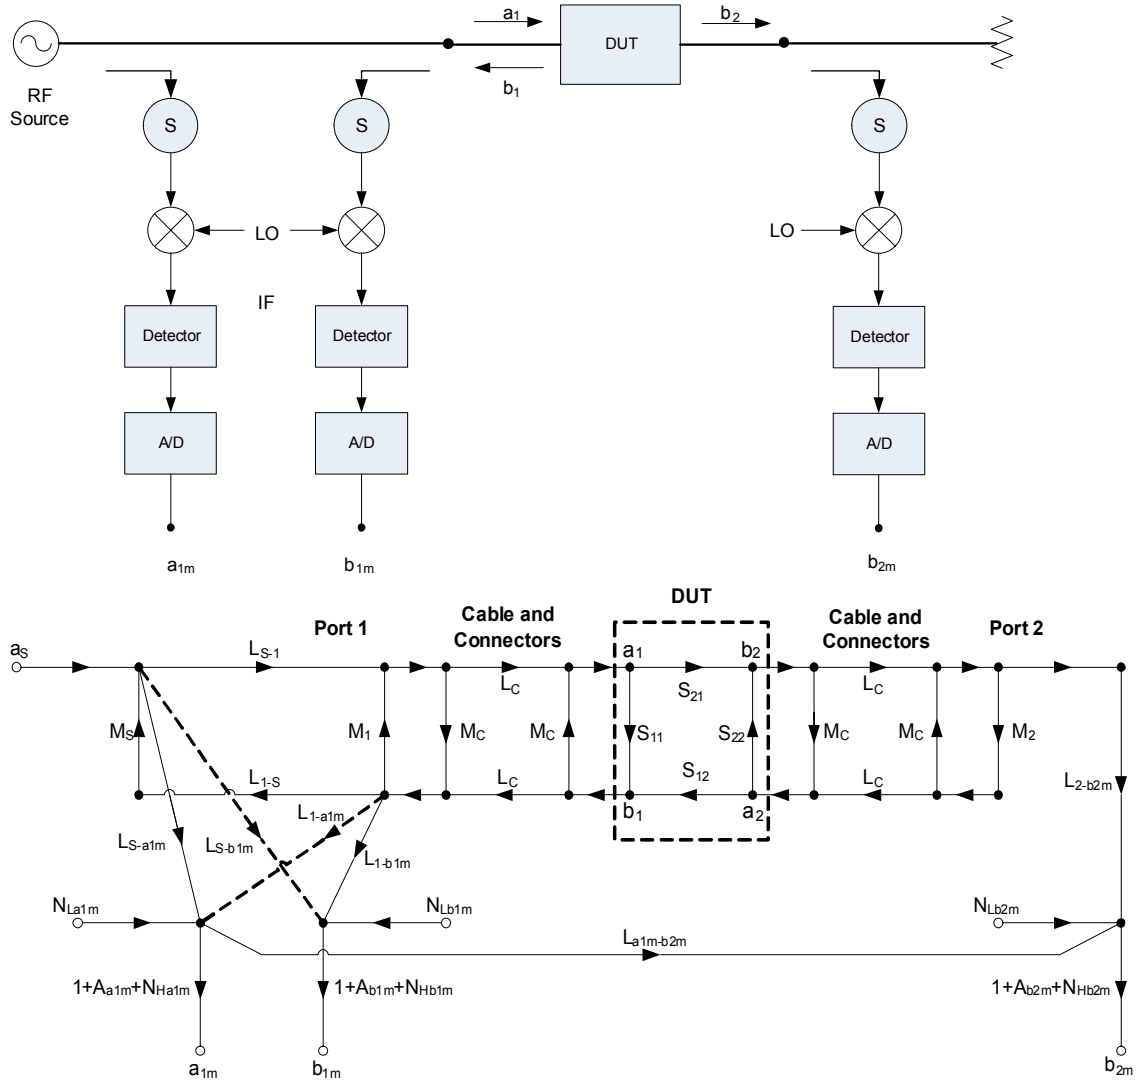 a1
DUT
b2
b1
RF
Source
S
S
S
LO
LO
IF
Detector
Detector
Detector
A/D
A/D
A/D
a1m
b1m
b2m
DUT
Port 1
Cable and
Connectors
Cable and
Connectors
Port 2
aS
LS-1
LC
a1
b2
S21
LC
MS
M1
MC
MC
S11
S22
MC
MC
M2
L1-S
LC
S12
LC
b1
a2
L2-b2m
L1-a1m
LS-a1m
LS-b1m
L1-b1m
NLa1m
NLb1m
NLb2m
La1m-b2m
1+Aa1m+NHa1m
1+Ab1m+NHb1m
1+Ab2m+NHb2m
a1m
b1m
b2m